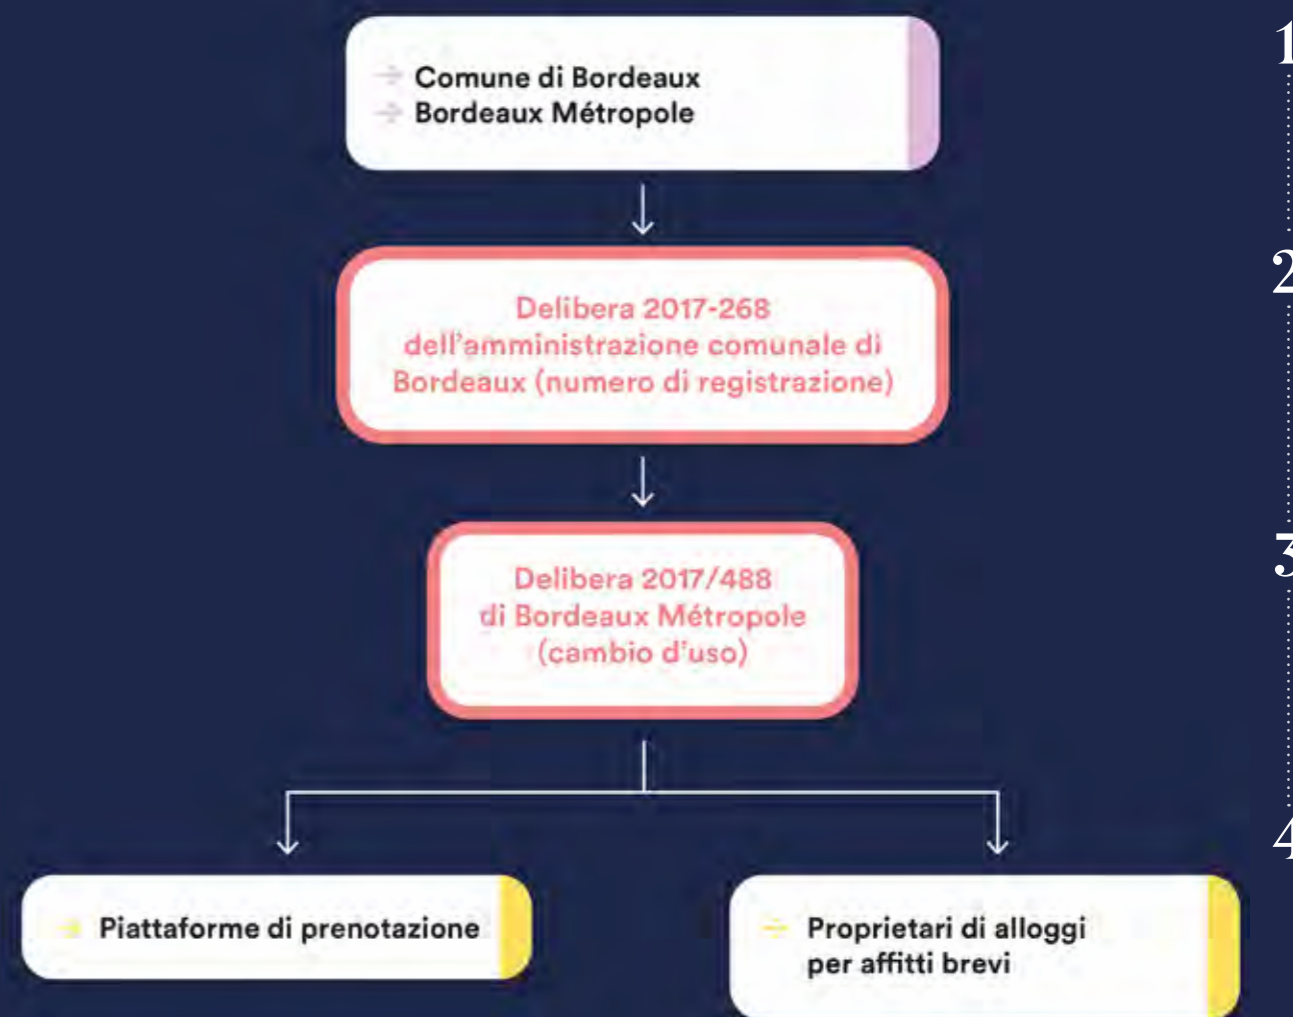 → Comune di Bordeaux
→ Bordeaux Métropole
1
Delibera 2017-268
dell'amministrazione comunale di
Bordeaux (numero di registrazione)
2
Delibera 2017/488
di Bordeaux Métropole
(cambio d'uso)
3
4
→ Piattaforme di prenotazione
→ Proprietari di alloggi
per affitti brevi